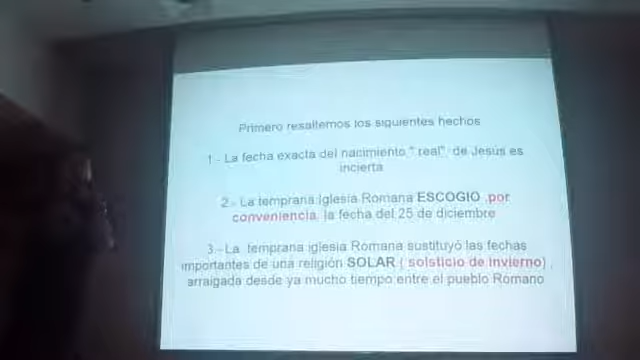 Primero resaltemos los siguientes hechos
1.- La fecha exacta del nacimiento " real" de Jesús es
incierta
2.- La temprana Iglesia Romana ESCOGIO ,por
conveniencia, la fecha del 25 de diciembre
3.- La temprana iglesia Romana sustituyó las fechas
importantes de una religión SOLAR ( solsticio de Invierno) ,
arraigada desde ya mucho tiempo entre el pueblo Romano